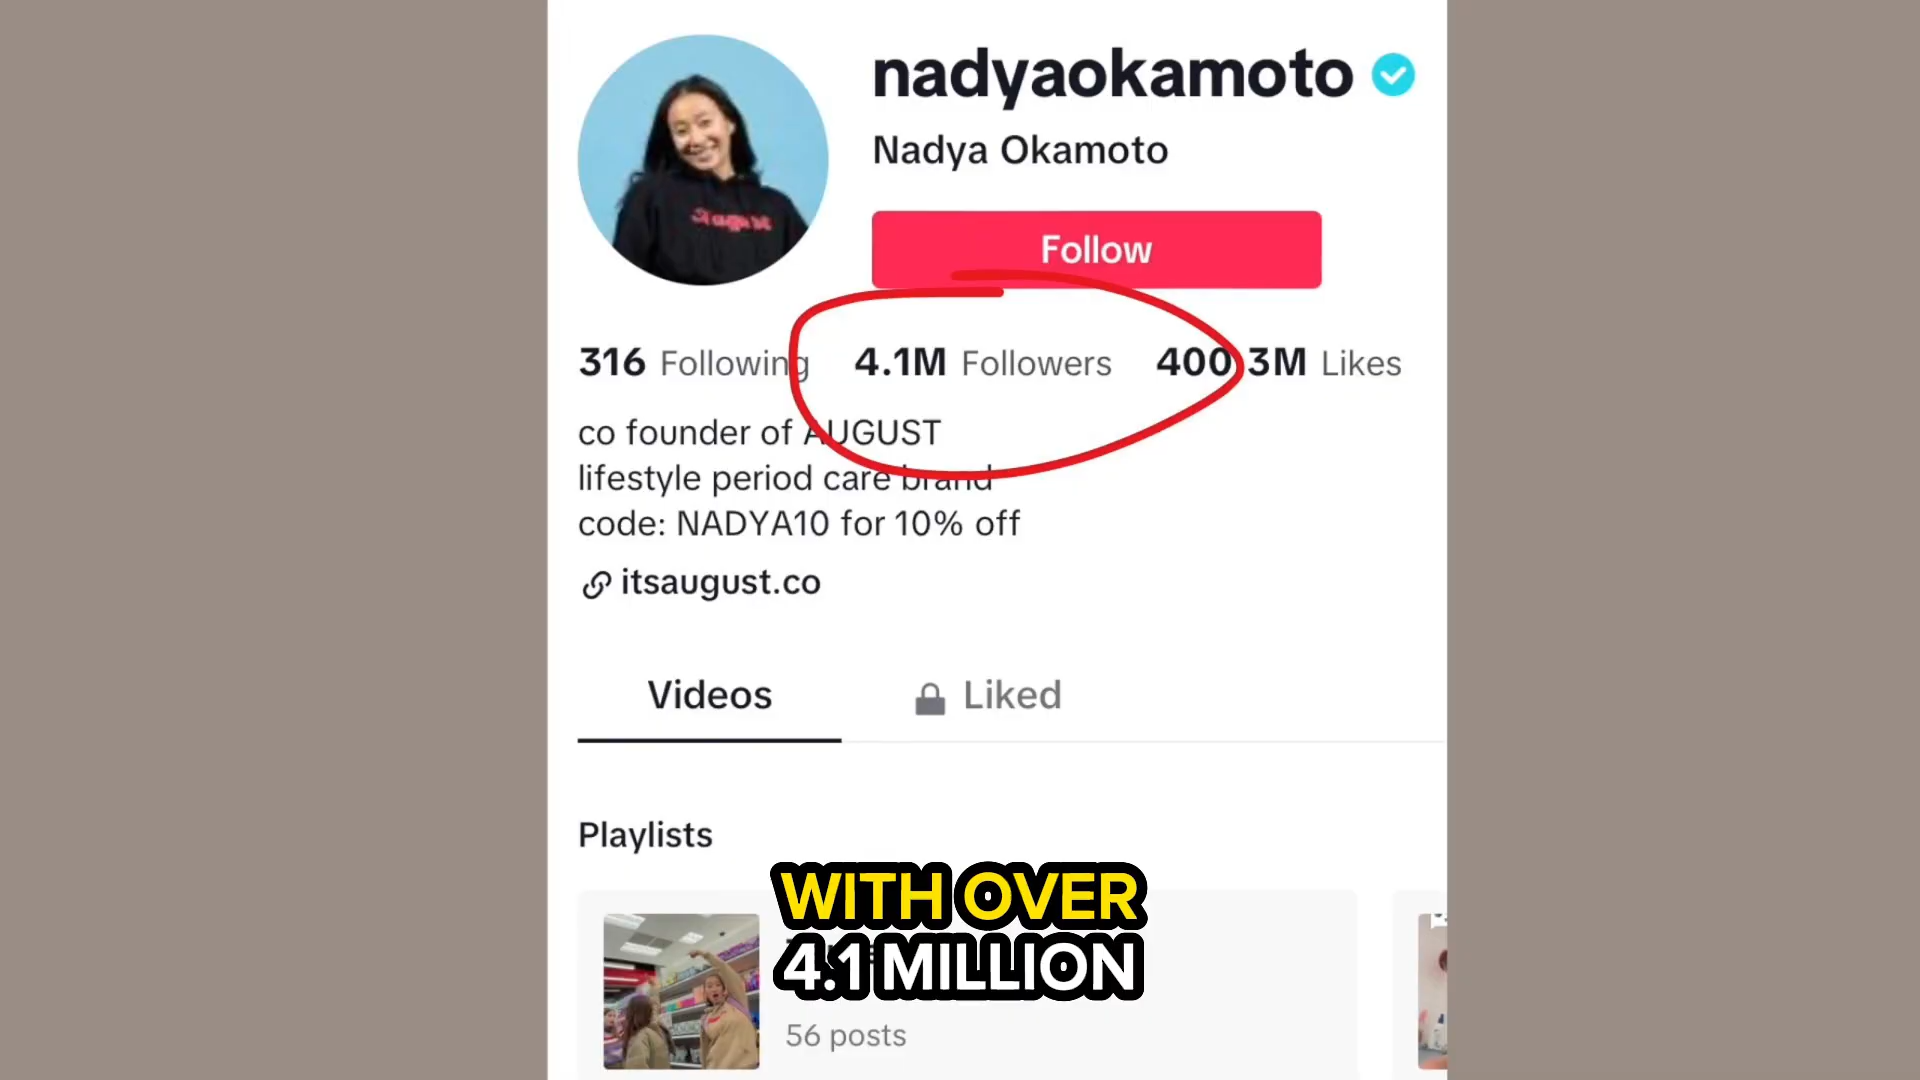 nadyaokamoto
Nadya Okamoto
Follow
316 Following 4.1M Followers 400.3M Likes
co founder of AUGUST
lifestyle period care brand
code: NADYA10 for 10% off
itsaugust.co
Videos Liked
Playlists
WITH OVER
4.1 MILLION
56 posts
August